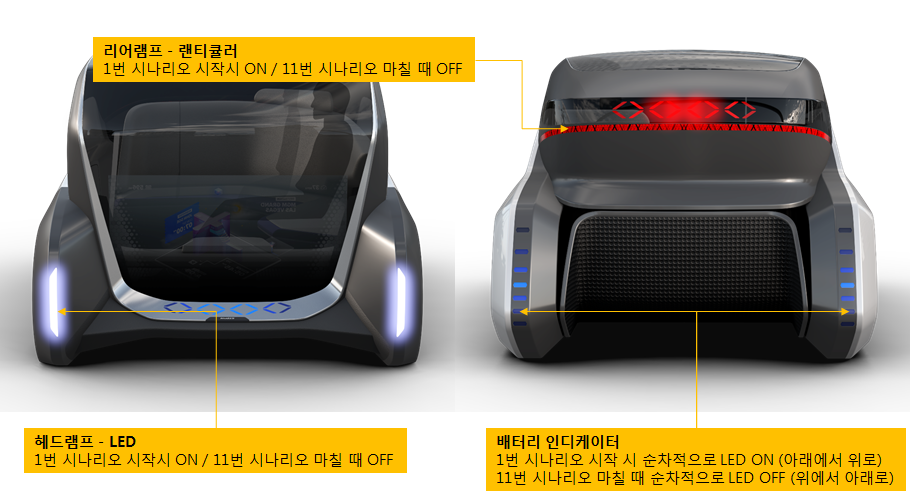 리어램프 - 랜티큘러
1번 시나리오 시작시 ON / 11번 시나리오 마칠 때 OFF
헤드램프 - LED
1번 시나리오 시작시 ON / 11번 시나리오 마칠 때 OFF
배터리 인디케이터
1번 시나리오 시작 시 순차적으로 LED ON (아래에서 위로)
11번 시나리오 마칠 때 순차적으로 LED OFF (위에서 아래로)